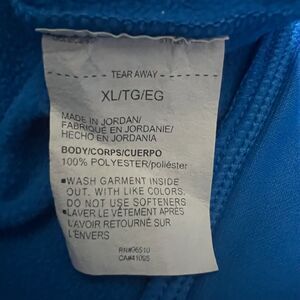 TEAR AWAY
XL/TG/EG
MADE IN JORDAN/
FABRIQUÉ EN JORDANIE/
HECHO EN JORDANIA
BODY/CORPS/CUERPO
100% POLYESTER/poliéster
▪WASH GARMENT INSIDE
OUT. WITH LIKE COLORS.
DO NOT USE SOFTENERS
▪LAVER LE VÊTEMENT APRÈS
L'AVOIR RETOURNÉ SUR
L'ENVERS
RN#96510
CA#41095